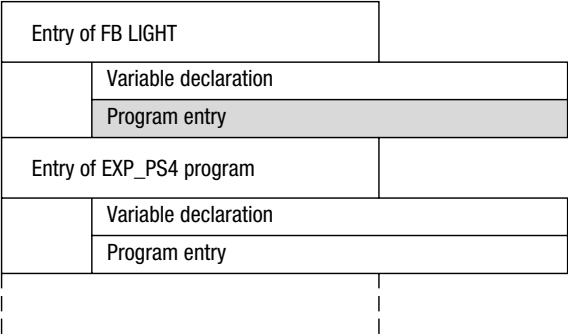 Entry of FB LIGHT
Variable declaration
Program entry
Entry of EXP_PS4 program
Variable declaration
Program entry